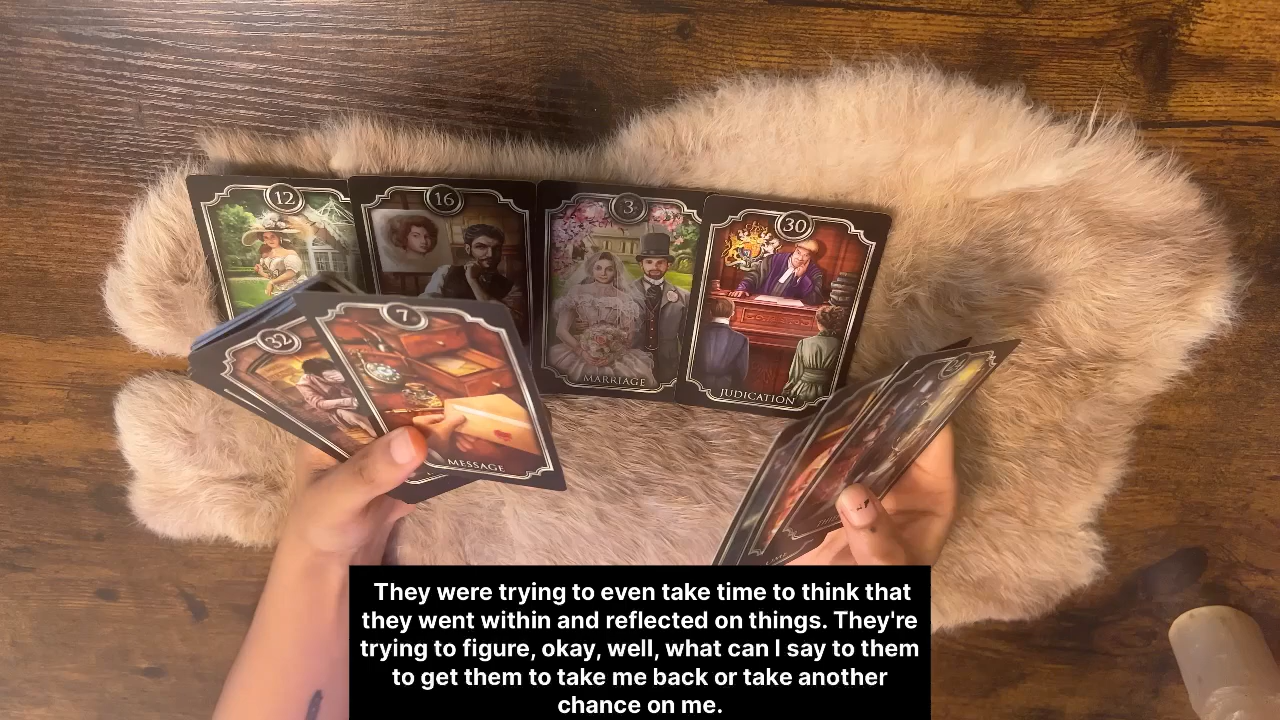 12
16
3
30
32
7
MARRIAGE
JUDICATION
MESSAGE
They were trying to even take time to think that
they went within and reflected on things. They're
trying to figure, okay, well, what can I say to them
to get them to take me back or take another
chance on me.